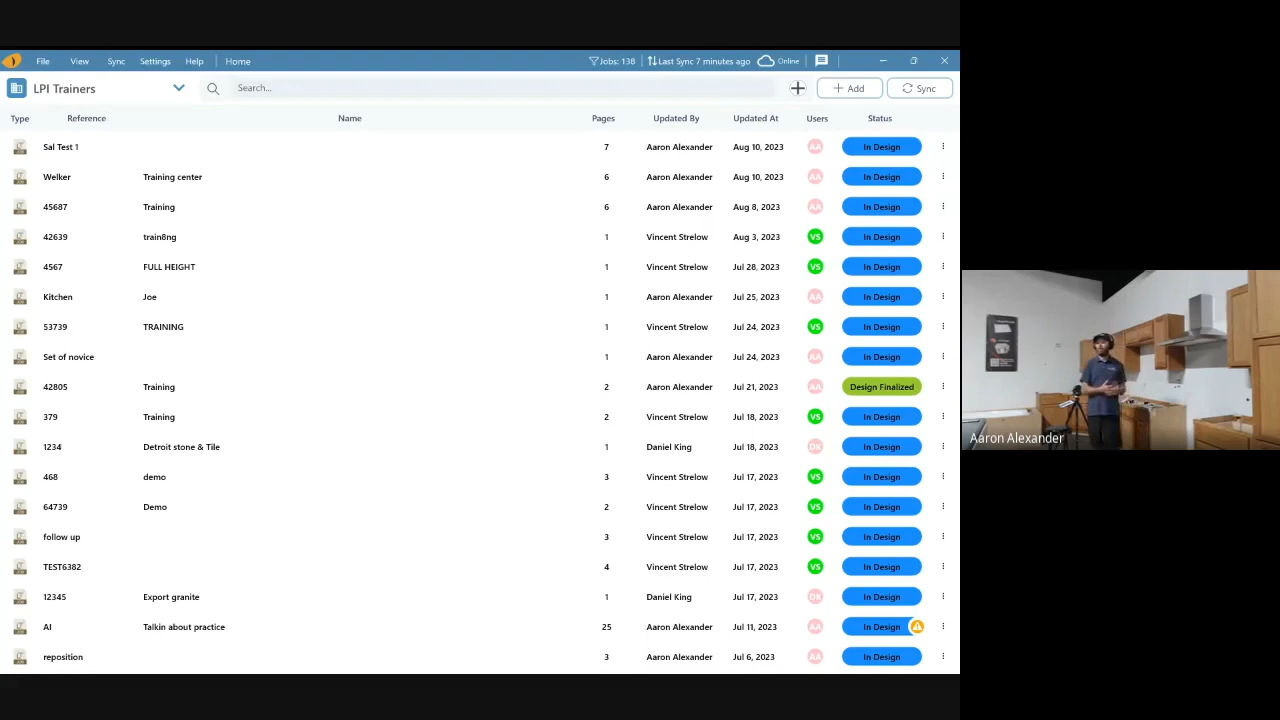 File View Sync Settings Help Home Jobs: 138 Last Sync 7 minutes ago Online
LPI Trainers Search... Add Sync
Type Reference Name Pages Updated By Updated At Users Status
Sal Test 1 7 Aaron Alexander Aug 10, 2023 AA In Design
Welker Training center 6 Aaron Alexander Aug 10, 2023 AA In Design
45687 Training 6 Aaron Alexander Aug 8, 2023 AA In Design
42639 train8ng 1 Vincent Strelow Aug 3, 2023 VS In Design
4567 FULL HEIGHT 1 Vincent Strelow Jul 28, 2023 VS In Design
Kitchen Joe 1 Aaron Alexander Jul 25, 2023 AA In Design
53739 TRAINING 1 Vincent Strelow Jul 24, 2023 VS In Design
Set of novice 1 Aaron Alexander Jul 24, 2023 AA In Design
42805 Training 2 Aaron Alexander Jul 21, 2023 AA Design Finalized
379 Training 2 Vincent Strelow Jul 18, 2023 VS In Design
1234 Detroit stone & Tile 1 Daniel King Jul 18, 2023 DK In Design
468 demo 3 Vincent Strelow Jul 17, 2023 VS In Design
64739 Demo 2 Vincent Strelow Jul 17, 2023 VS In Design
follow up 3 Vincent Strelow Jul 17, 2023 VS In Design
TEST6382 4 Vincent Strelow Jul 17, 2023 VS In Design
12345 Export granite 1 Daniel King Jul 17, 2023 DK In Design
AI Talkin about practice 25 Aaron Alexander Jul 11, 2023 AA In Design
reposition 3 Aaron Alexander Jul 6, 2023 AA In Design
Aaron Alexander